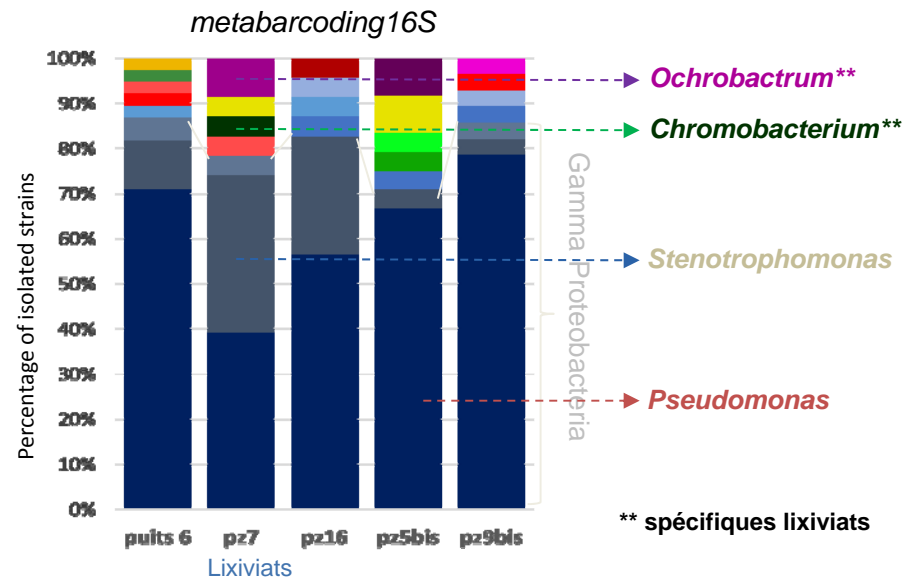 metabarcoding16S
Percentage of isolated strains
100%
90%
80%
70%
60%
50%
40%
30%
20%
10%
0%
puits 6
pz7
pz16
pz5bis
pz9bis
Lixiviats
Gamma Proteobacteria
Ochrobactrum**
Chromobacterium**
Stenotrophomonas
Pseudomonas
** spécifiques lixiviats